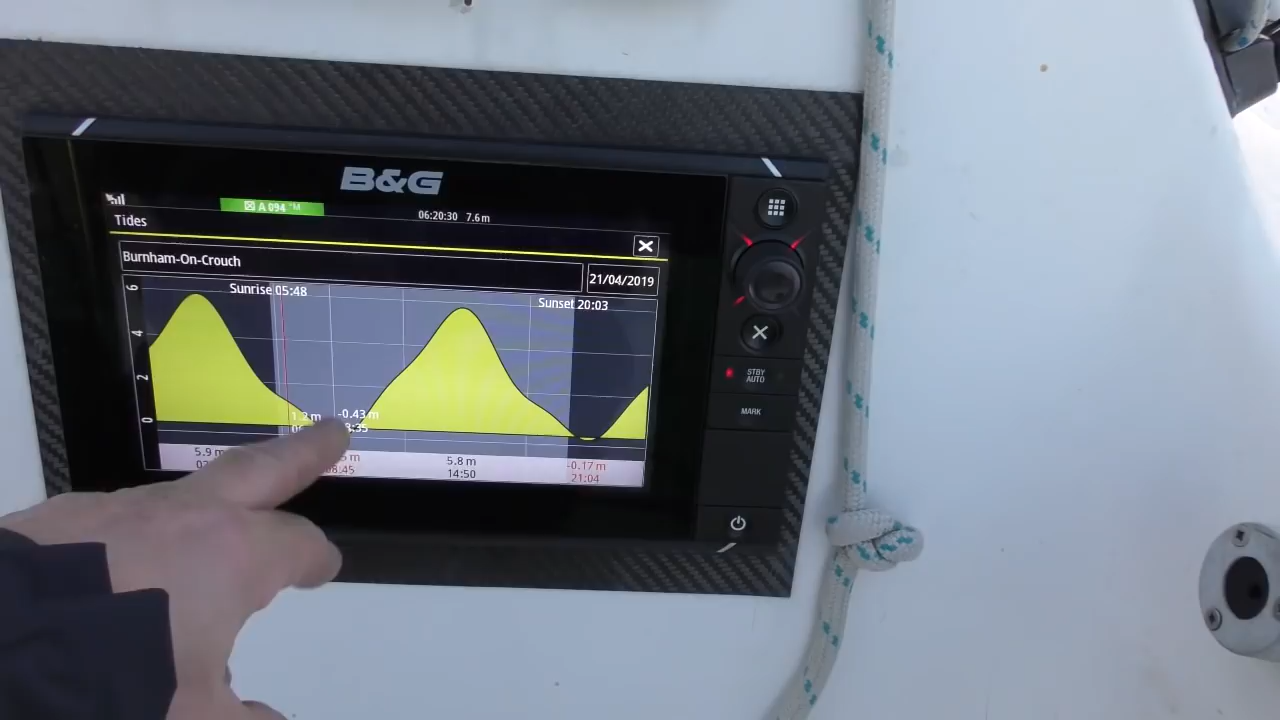 B&G
A 094 °M
06:20:30 7.6 m
Tides
Burnham-On-Crouch
21/04/2019
Sunrise 05:48
Sunset 20:03
6
4
2
0
-0.43 m
5.9 m
5.8 m
14:50
-0.17 m
21:04
STBY
AUTO
MARK